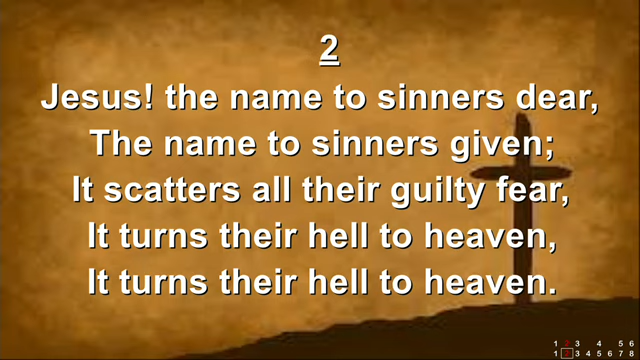 2
Jesus! the name to sinners dear,
The name to sinners given;
It scatters all their guilty fear,
It turns their hell to heaven,
It turns their hell to heaven.
1 2 3 4 5 6
1 2 3 4 5 6 7 8